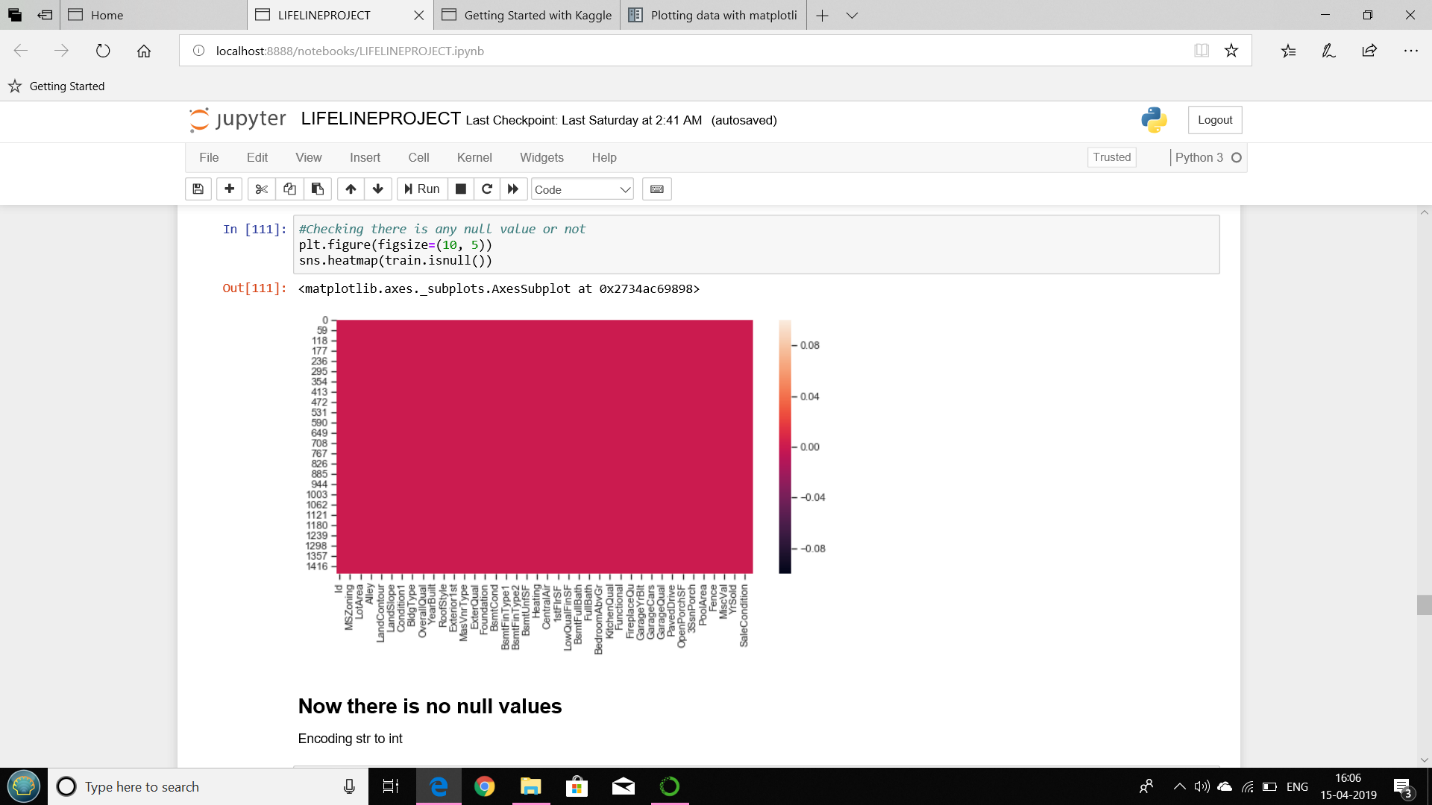 Home
LIFELINEPROJECT
Getting Started with Kaggle
Plotting data with matplotli
localhost:8888/notebooks/LIFELINEPROJECT.ipynb
Getting Started
jupyter LIFELINEPROJECT Last Checkpoint: Last Saturday at 2:41 AM (autosaved)
Logout
File Edit View Insert Cell Kernel Widgets Help
Trusted
Python 3
Run
Code
In [111]: #Checking there is any null value or not
plt.figure(figsize=(10, 5))
sns.heatmap(train.isnull())
Out[111]: <matplotlib.axes._subplots.AxesSubplot at 0x2734ac69898>
0
59
118
177
236
295
354
413
472
531
590
649
708
767
826
885
944
1003
1062
1121
1180
1239
1298
1357
1416
0.08
0.04
0.00
−0.04
−0.08
Id
MSZoning
LotArea
Alley
LandContour
LandSlope
Condition1
BldgType
OverallQual
YearBuilt
RoofStyle
Exterior1st
MasVnrType
ExterQual
Foundation
BsmtCond
BsmtFinType1
BsmtFinType2
BsmtUnfSF
Heating
CentralAir
1stFlrSF
LowQualFinSF
BsmtFullBath
FullBath
BedroomAbvGr
KitchenQual
Functional
FireplaceQu
GarageYrBlt
GarageCars
GarageQual
PavedDrive
OpenPorchSF
3SsnPorch
PoolArea
Fence
MiscVal
YrSold
SaleCondition
Now there is no null values
Encoding str to int
Type here to search
ENG
16:06
15-04-2019
3